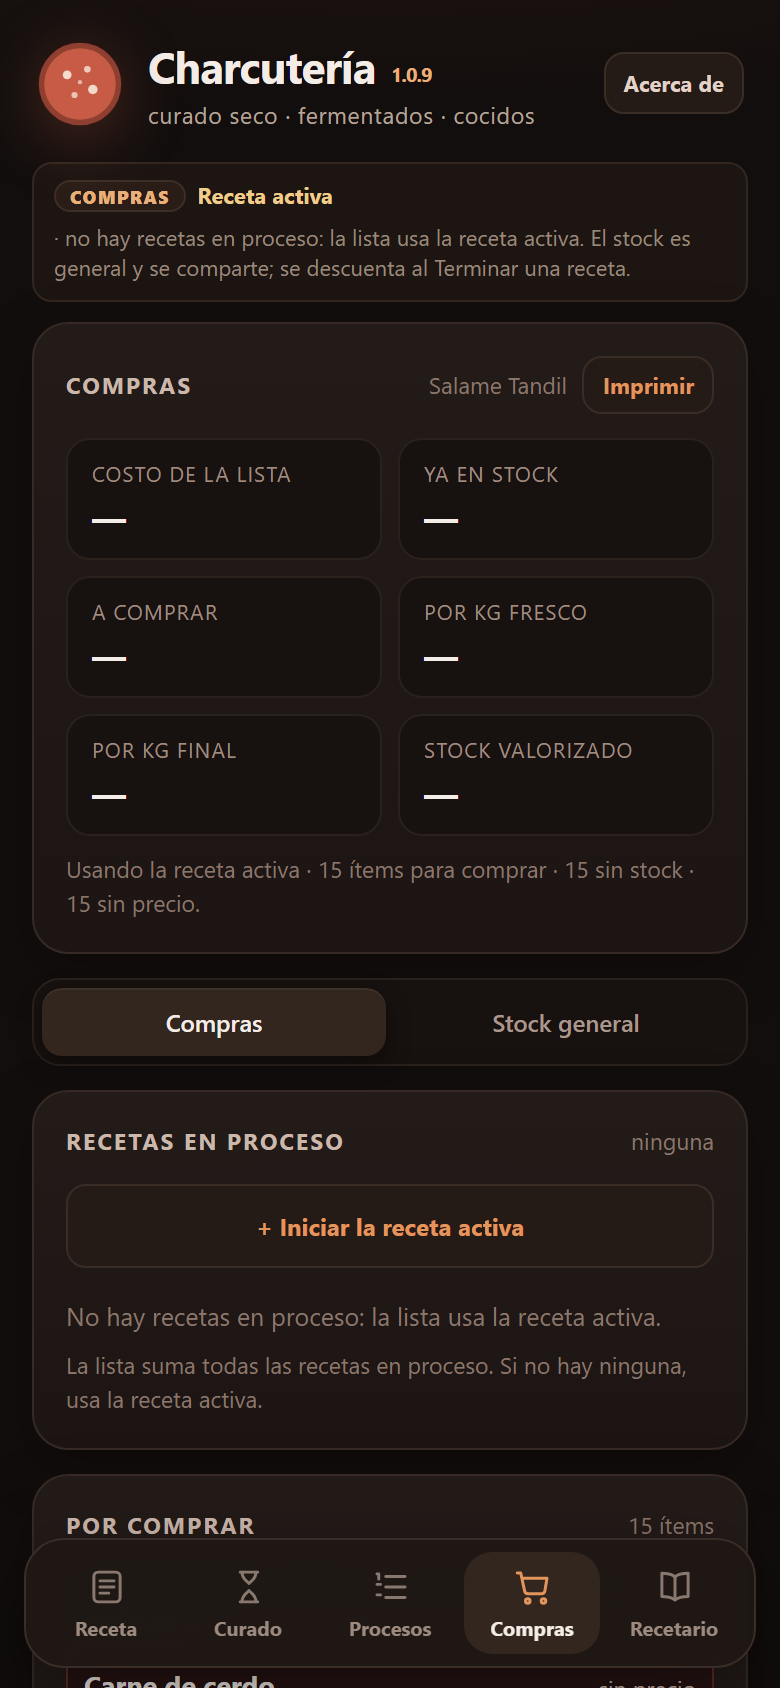 Charcutería 1.0.9
curado seco · fermentados · cocidos
Acerca de
COMPRAS Receta activa
· no hay recetas en proceso: la lista usa la receta activa. El stock es
general y se comparte; se descuenta al Terminar una receta.
COMPRAS
Salame Tandil
Imprimir
COSTO DE LA LISTA
—
YA EN STOCK
—
A COMPRAR
—
POR KG FRESCO
—
POR KG FINAL
—
STOCK VALORIZADO
—
Usando la receta activa · 15 ítems para comprar · 15 sin stock ·
15 sin precio.
Compras
Stock general
RECETAS EN PROCESO
ninguna
+ Iniciar la receta activa
No hay recetas en proceso: la lista usa la receta activa.
La lista suma todas las recetas en proceso. Si no hay ninguna,
usa la receta activa.
POR COMPRAR
15 ítems
Receta
Curado
Procesos
Compras
Recetario
Carne de cerdo
sin precio